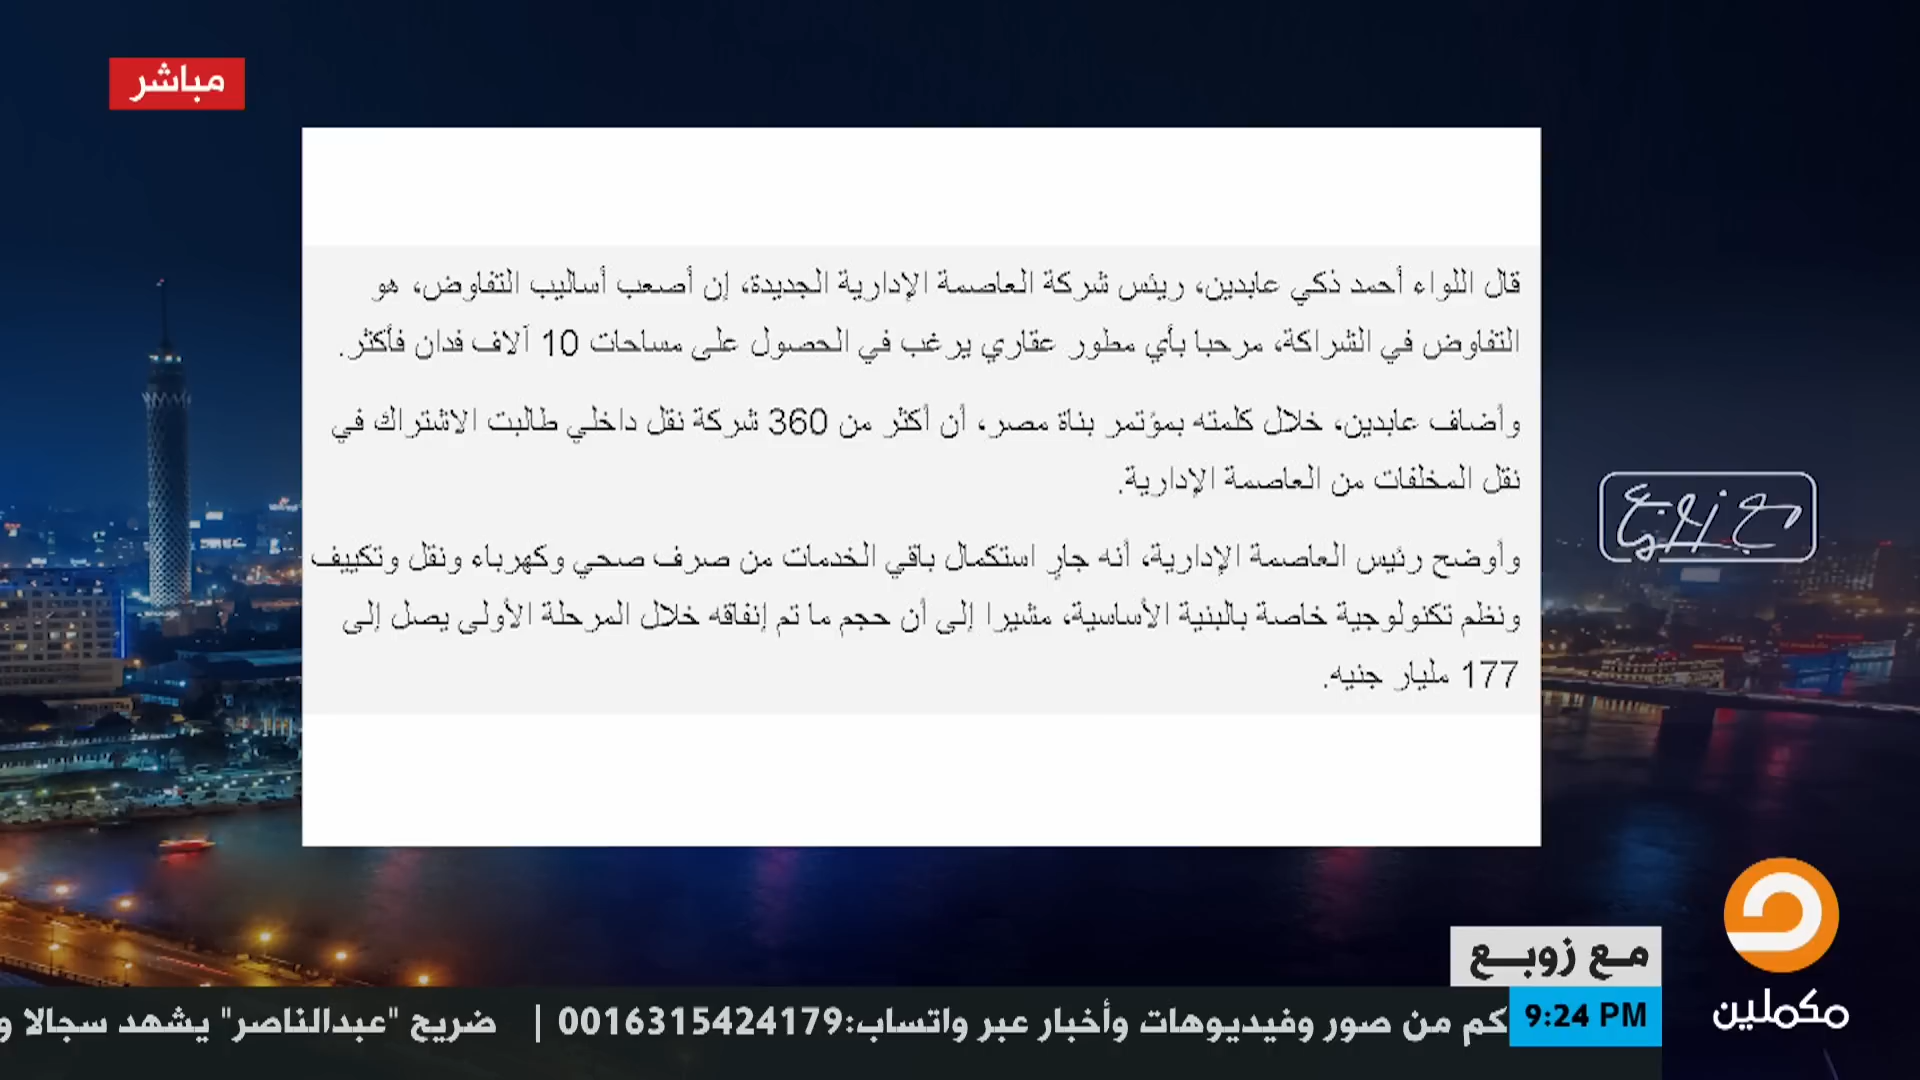 مباشر
قال اللواء أحمد ذكي عابدين، ريئس شركة العاصمة الإدارية الجديدة، إن أصعب أساليب التفاوض، هو
التفاوض في الشراكة، مرحبا بأي مطور عقاري يرغب في الحصول على مساحات 10 آلاف فدان فأكثر.
وأضاف عابدين، خلال كلمته بمؤتمر بناة مصر، أن أكثر من 360 شركة نقل داخلي طالبت الاشتراك في
نقل المخلفات من العاصمة الإدارية.
وأوضح رئيس العاصمة الإدارية، أنه جارٍ استكمال باقي الخدمات من صرف صحي وكهرباء ونقل وتكييف
ونظم تكنولوجية خاصة بالبنية الأساسية، مشيرا إلى أن حجم ما تم إنفاقه خلال المرحلة الأولى يصل إلى
177 مليار جنيه.
مع زوبع
مع زوبع
9:24 PM
كم من صور وفيديوهات وأخبار عبر واتساب:0016315424179 | ضريح "عبدالناصر" يشهد سجالا و
مكملين